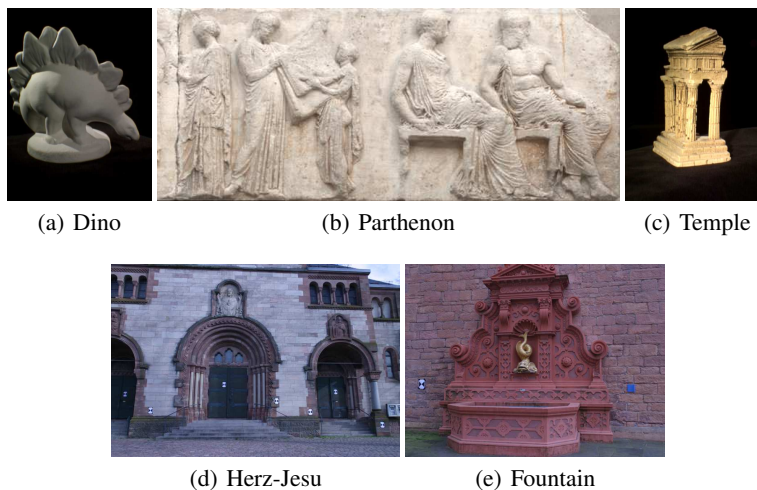 (a) Dino
(b) Parthenon
(c) Temple
(d) Herz-Jesu
(e) Fountain